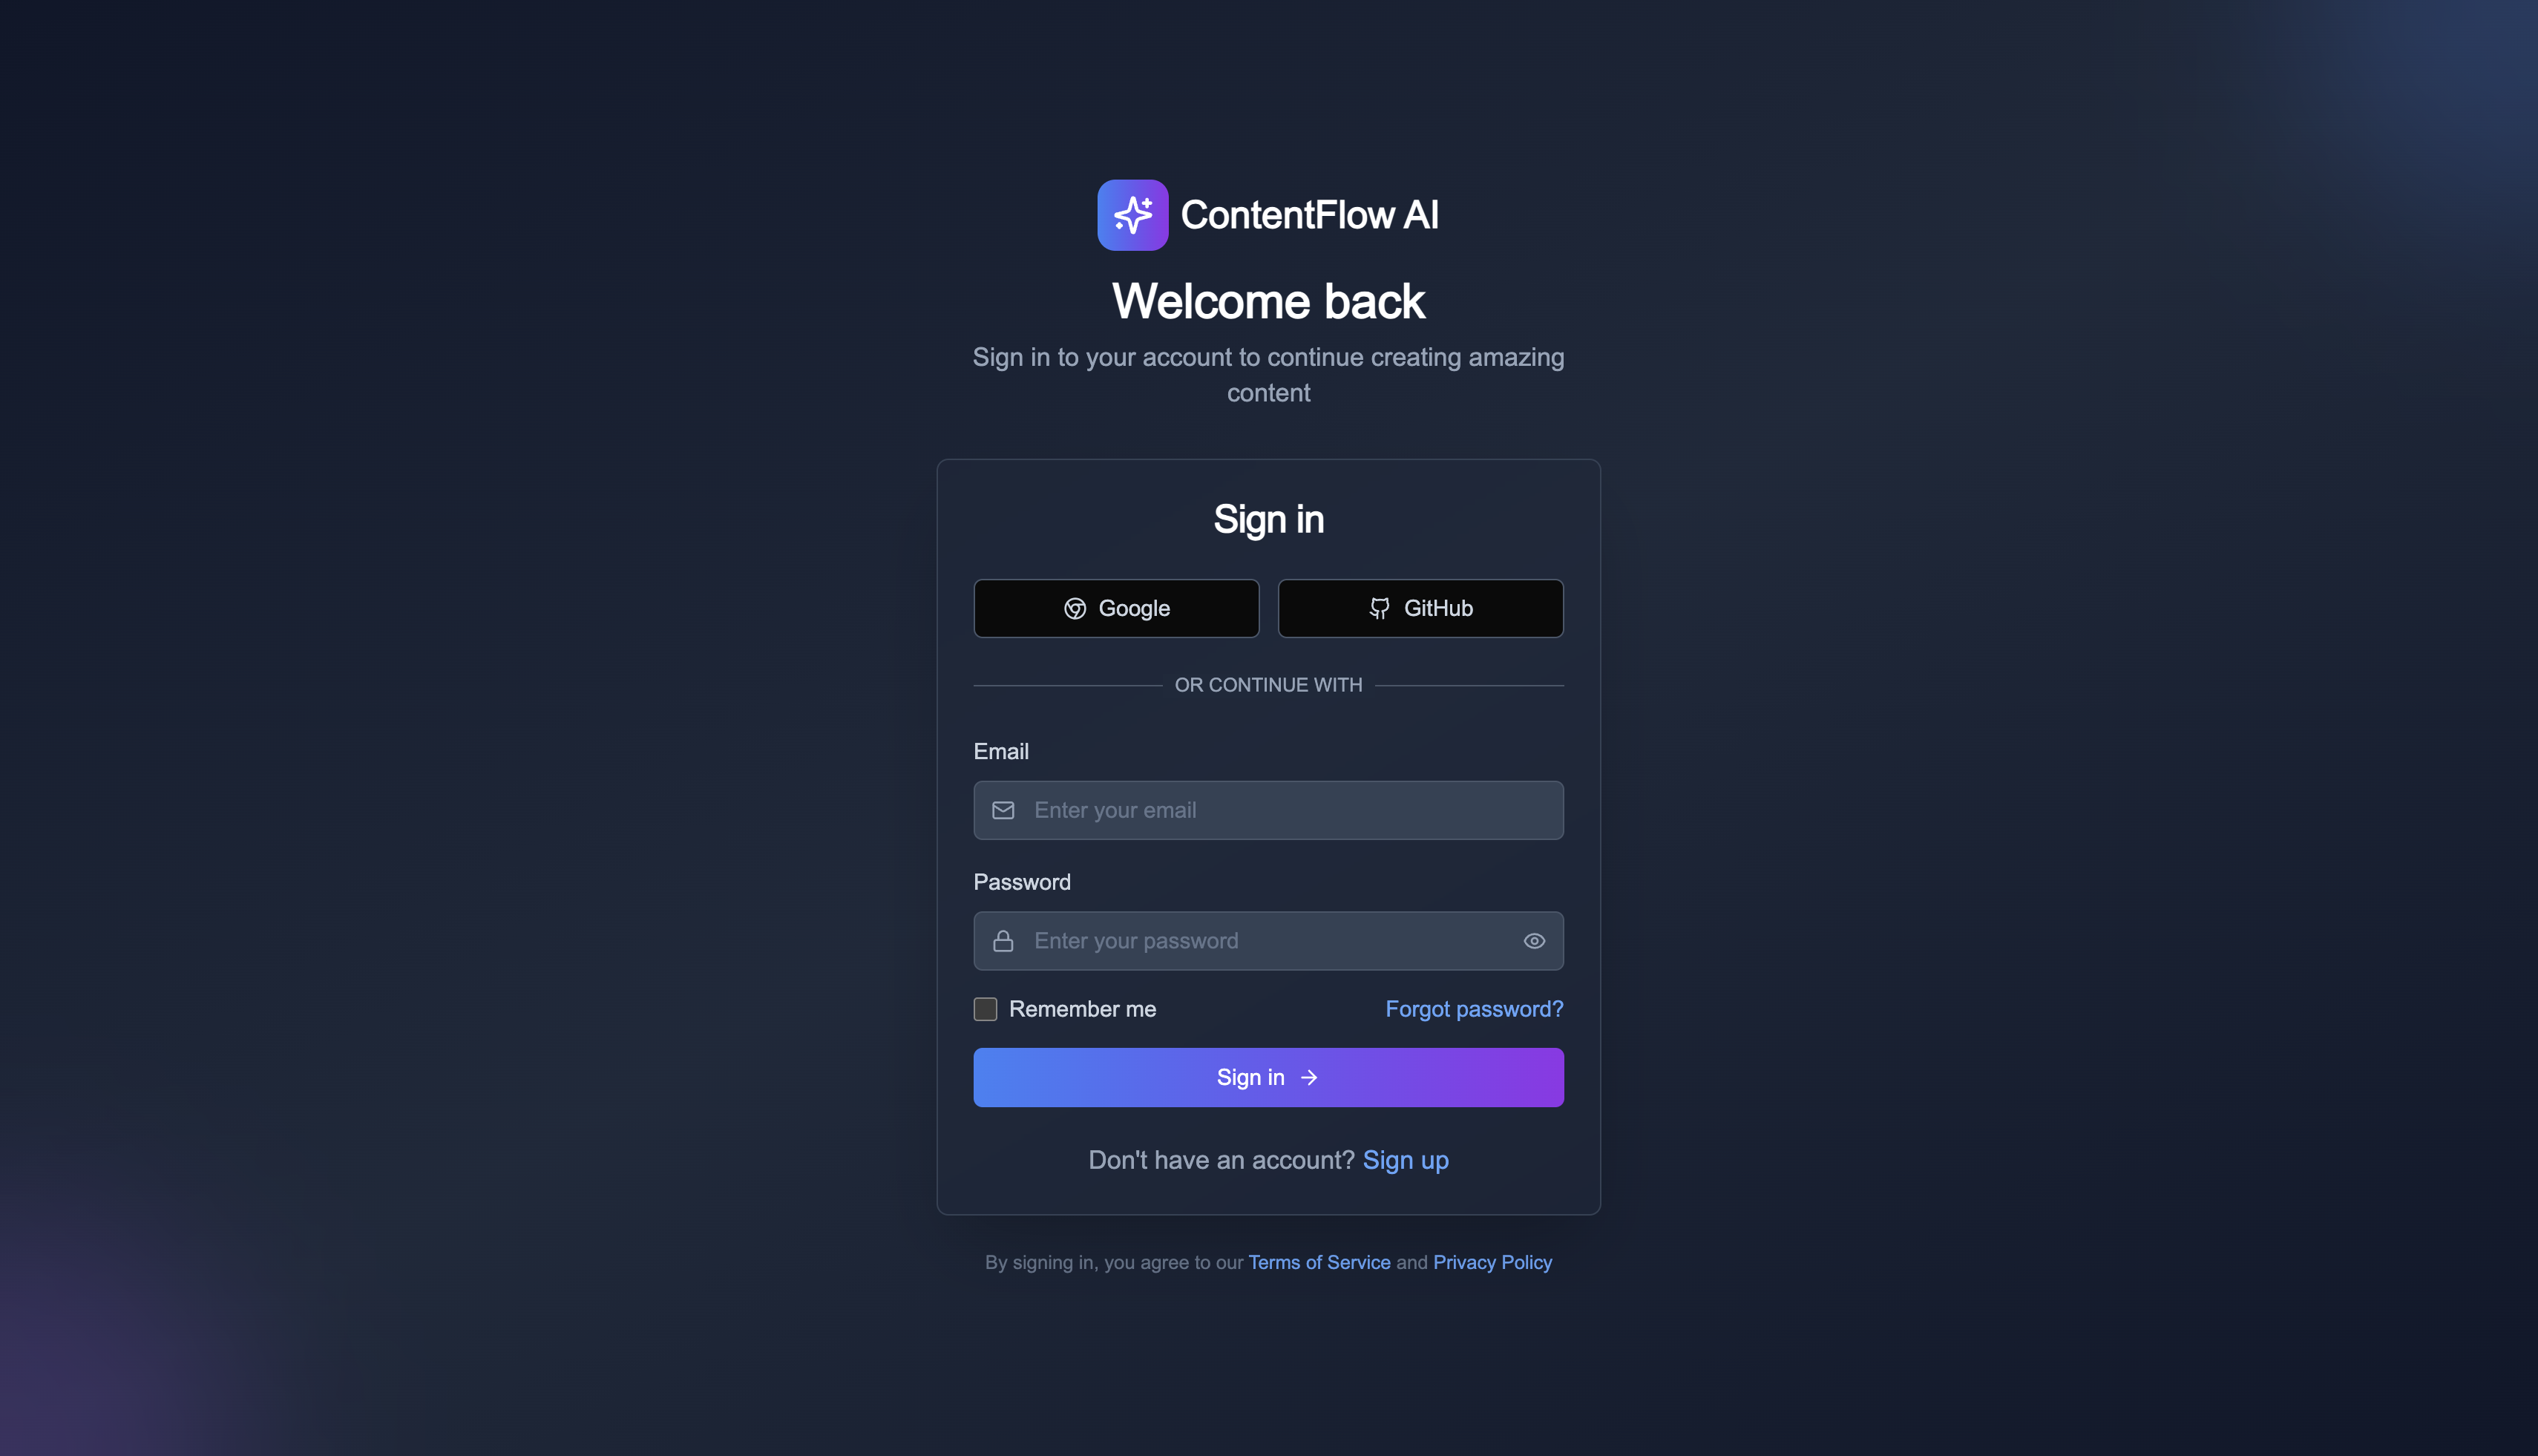 ContentFlow AI
Welcome back
Sign in to your account to continue creating amazing
content
Sign in
Google
GitHub
OR CONTINUE WITH
Email
Enter your email
Password
Enter your password
Remember me
Forgot password?
Sign in
Don't have an account? Sign up
By signing in, you agree to our Terms of Service and Privacy Policy